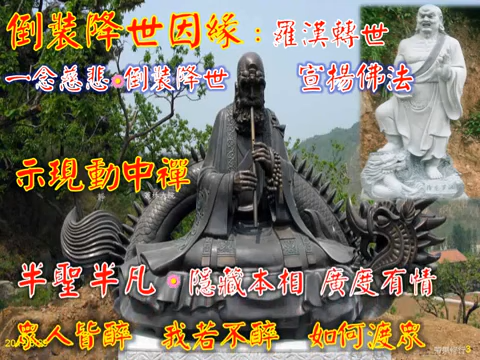 倒裝降世因緣：羅漢轉世
一念慈悲 倒裝降世 宣揚佛法
示現動中禪
半聖半凡 隱藏本相 廣度有情
眾人皆醉 我若不醉 如何渡眾